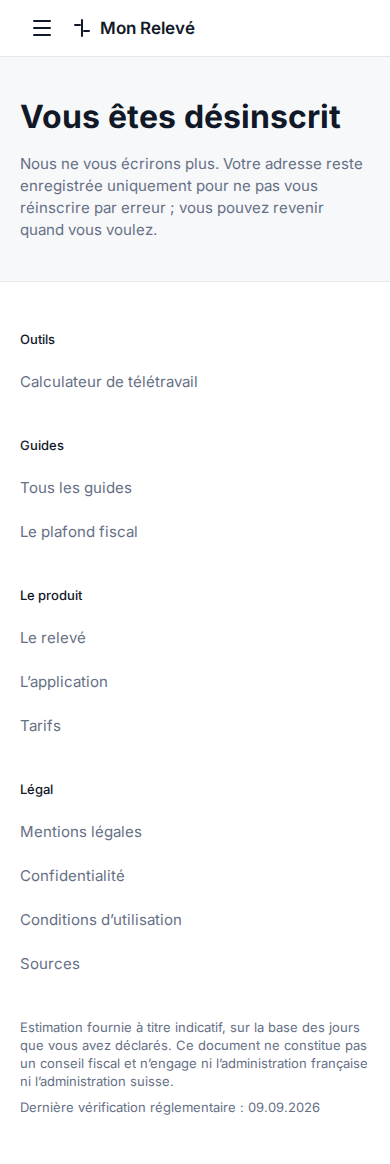 Mon Relevé
Vous êtes désinscrit
Nous ne vous écrirons plus. Votre adresse reste
enregistrée uniquement pour ne pas vous
réinscrire par erreur ; vous pouvez revenir
quand vous voulez.
Outils
Calculateur de télétravail
Guides
Tous les guides
Le plafond fiscal
Le produit
Le relevé
L’application
Tarifs
Légal
Mentions légales
Confidentialité
Conditions d’utilisation
Sources
Estimation fournie à titre indicatif, sur la base des jours
que vous avez déclarés. Ce document ne constitue pas
un conseil fiscal et n’engage ni l’administration française
ni l’administration suisse.
Dernière vérification réglementaire : 09.09.2026